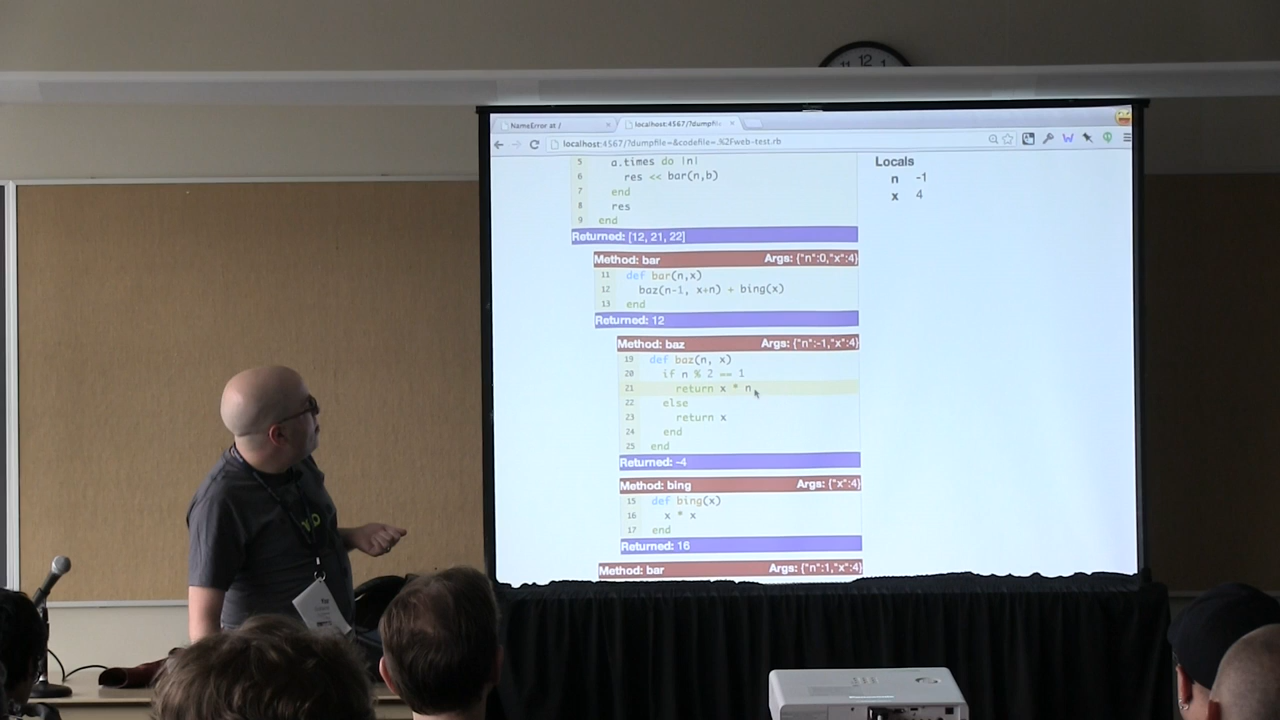 11 12 1
NameError at /
localhost:4567/?dumpfi
localhost:4567/?dumpfile=&codefile=.%2Fweb-test.rb
5 a.times do |n|
6 res << bar(n,b)
7 end
8 res
9 end
Returned: [12, 21, 22]
Method: bar Args: {"n":0,"x":4}
11 def bar(n,x)
12 baz(n-1, x+n) + bing(x)
13 end
Returned: 12
Method: baz Args: {"n":-1,"x":4}
19 def baz(n, x)
20 if n % 2 == 1
21 return x * n
22 else
23 return x
24 end
25 end
Returned: -4
Method: bing Args: {"x":4}
15 def bing(x)
16 x * x
17 end
Returned: 16
Method: bar Args: {"n":1,"x":4}
Locals
n -1
x 4